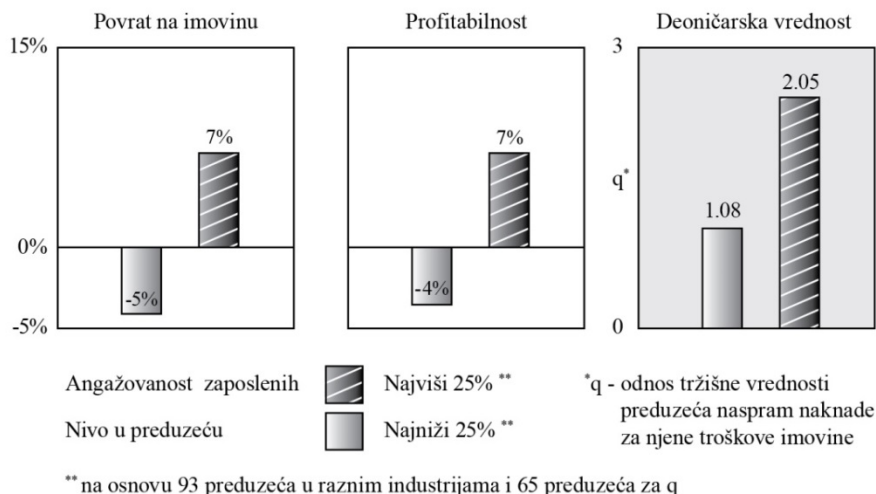 Povrat na imovinu
Profitabilnost
Deoničarska vrednost
15%
3
7%
7%
2.05
q*
1.08
0%
-5%
-4%
-5%
0
Angažovanost zaposlenih
Najviši 25% **
Nivo u preduzeću
Najniži 25% **
*q - odnos tržišne vrednosti
preduzeća naspram naknade
za njene troškove imovine
** na osnovu 93 preduzeća u raznim industrijama i 65 preduzeća za q